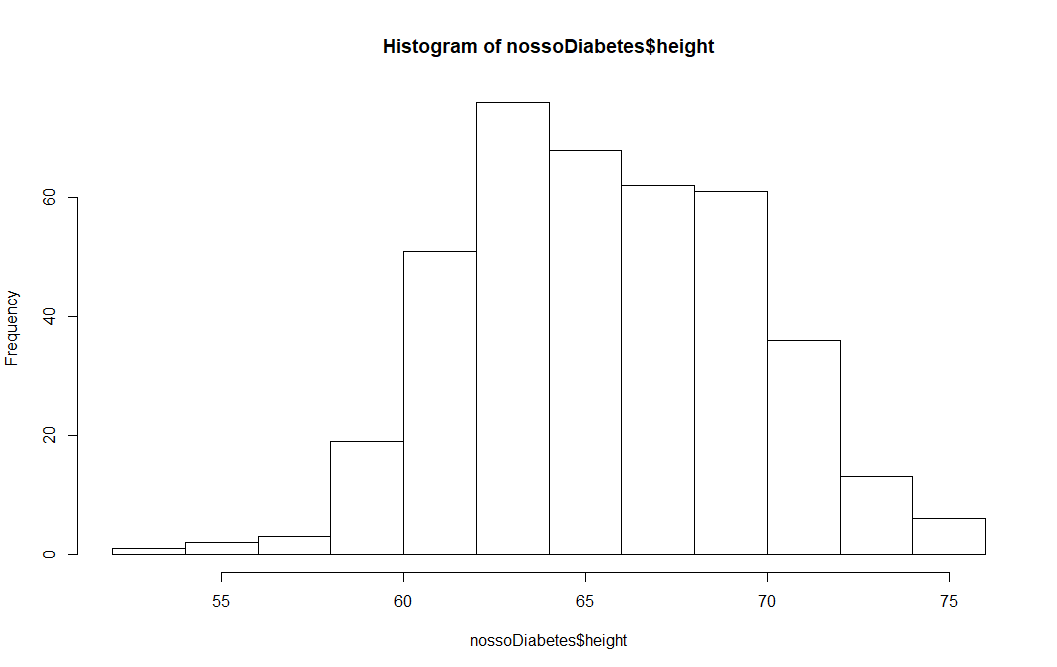 Histogram of nossoDiabetes$height
Frequency
60
40
20
0
55 60 65 70 75
nossoDiabetes$height